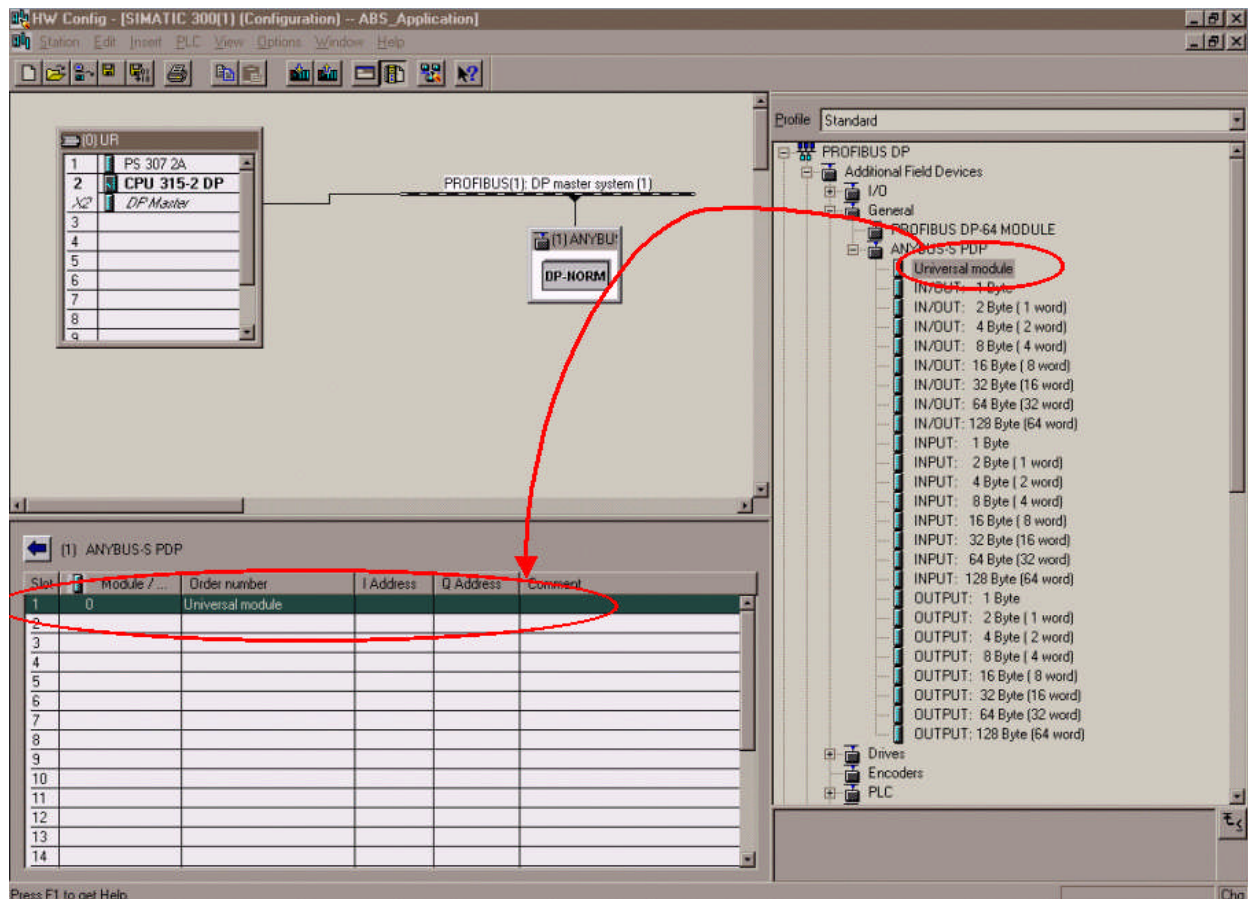 HW Config - [SIMATIC 300(1) (Configuration) -- ABS_Application]
Station Edit Insert PLC View Options Window Help
(0) UR
1 PS 307 2A
2 CPU 315-2 DP
X2 DP Master
3
4
5
6
7
8
9
PROFIBUS(1): DP master system (1)
(1) ANYBU
DP-NORM
Profile Standard
PROFIBUS DP
Additional Field Devices
I/O
General
PROFIBUS DP-64 MODULE
ANYBUS-S PDP
Universal module
IN/OUT: 1 Byte
IN/OUT: 2 Byte ( 1 word)
IN/OUT: 4 Byte ( 2 word)
IN/OUT: 8 Byte ( 4 word)
IN/OUT: 16 Byte ( 8 word)
IN/OUT: 32 Byte (16 word)
IN/OUT: 64 Byte (32 word)
IN/OUT: 128 Byte (64 word)
INPUT: 1 Byte
INPUT: 2 Byte ( 1 word)
INPUT: 4 Byte ( 2 word)
INPUT: 8 Byte ( 4 word)
INPUT: 16 Byte ( 8 word)
INPUT: 32 Byte (16 word)
INPUT: 64 Byte (32 word)
INPUT: 128 Byte (64 word)
OUTPUT: 1 Byte
OUTPUT: 2 Byte ( 1 word)
OUTPUT: 4 Byte ( 2 word)
OUTPUT: 8 Byte ( 4 word)
OUTPUT: 16 Byte ( 8 word)
OUTPUT: 32 Byte (16 word)
OUTPUT: 64 Byte (32 word)
OUTPUT: 128 Byte (64 word)
Drives
Encoders
PLC
(1) ANYBUS-S PDP
Slot Module / ... Order number I Address Q Address Comment
1 0 Universal module
2
3
4
5
6
7
8
9
10
11
12
13
14
Press F1 to get Help.
Chg